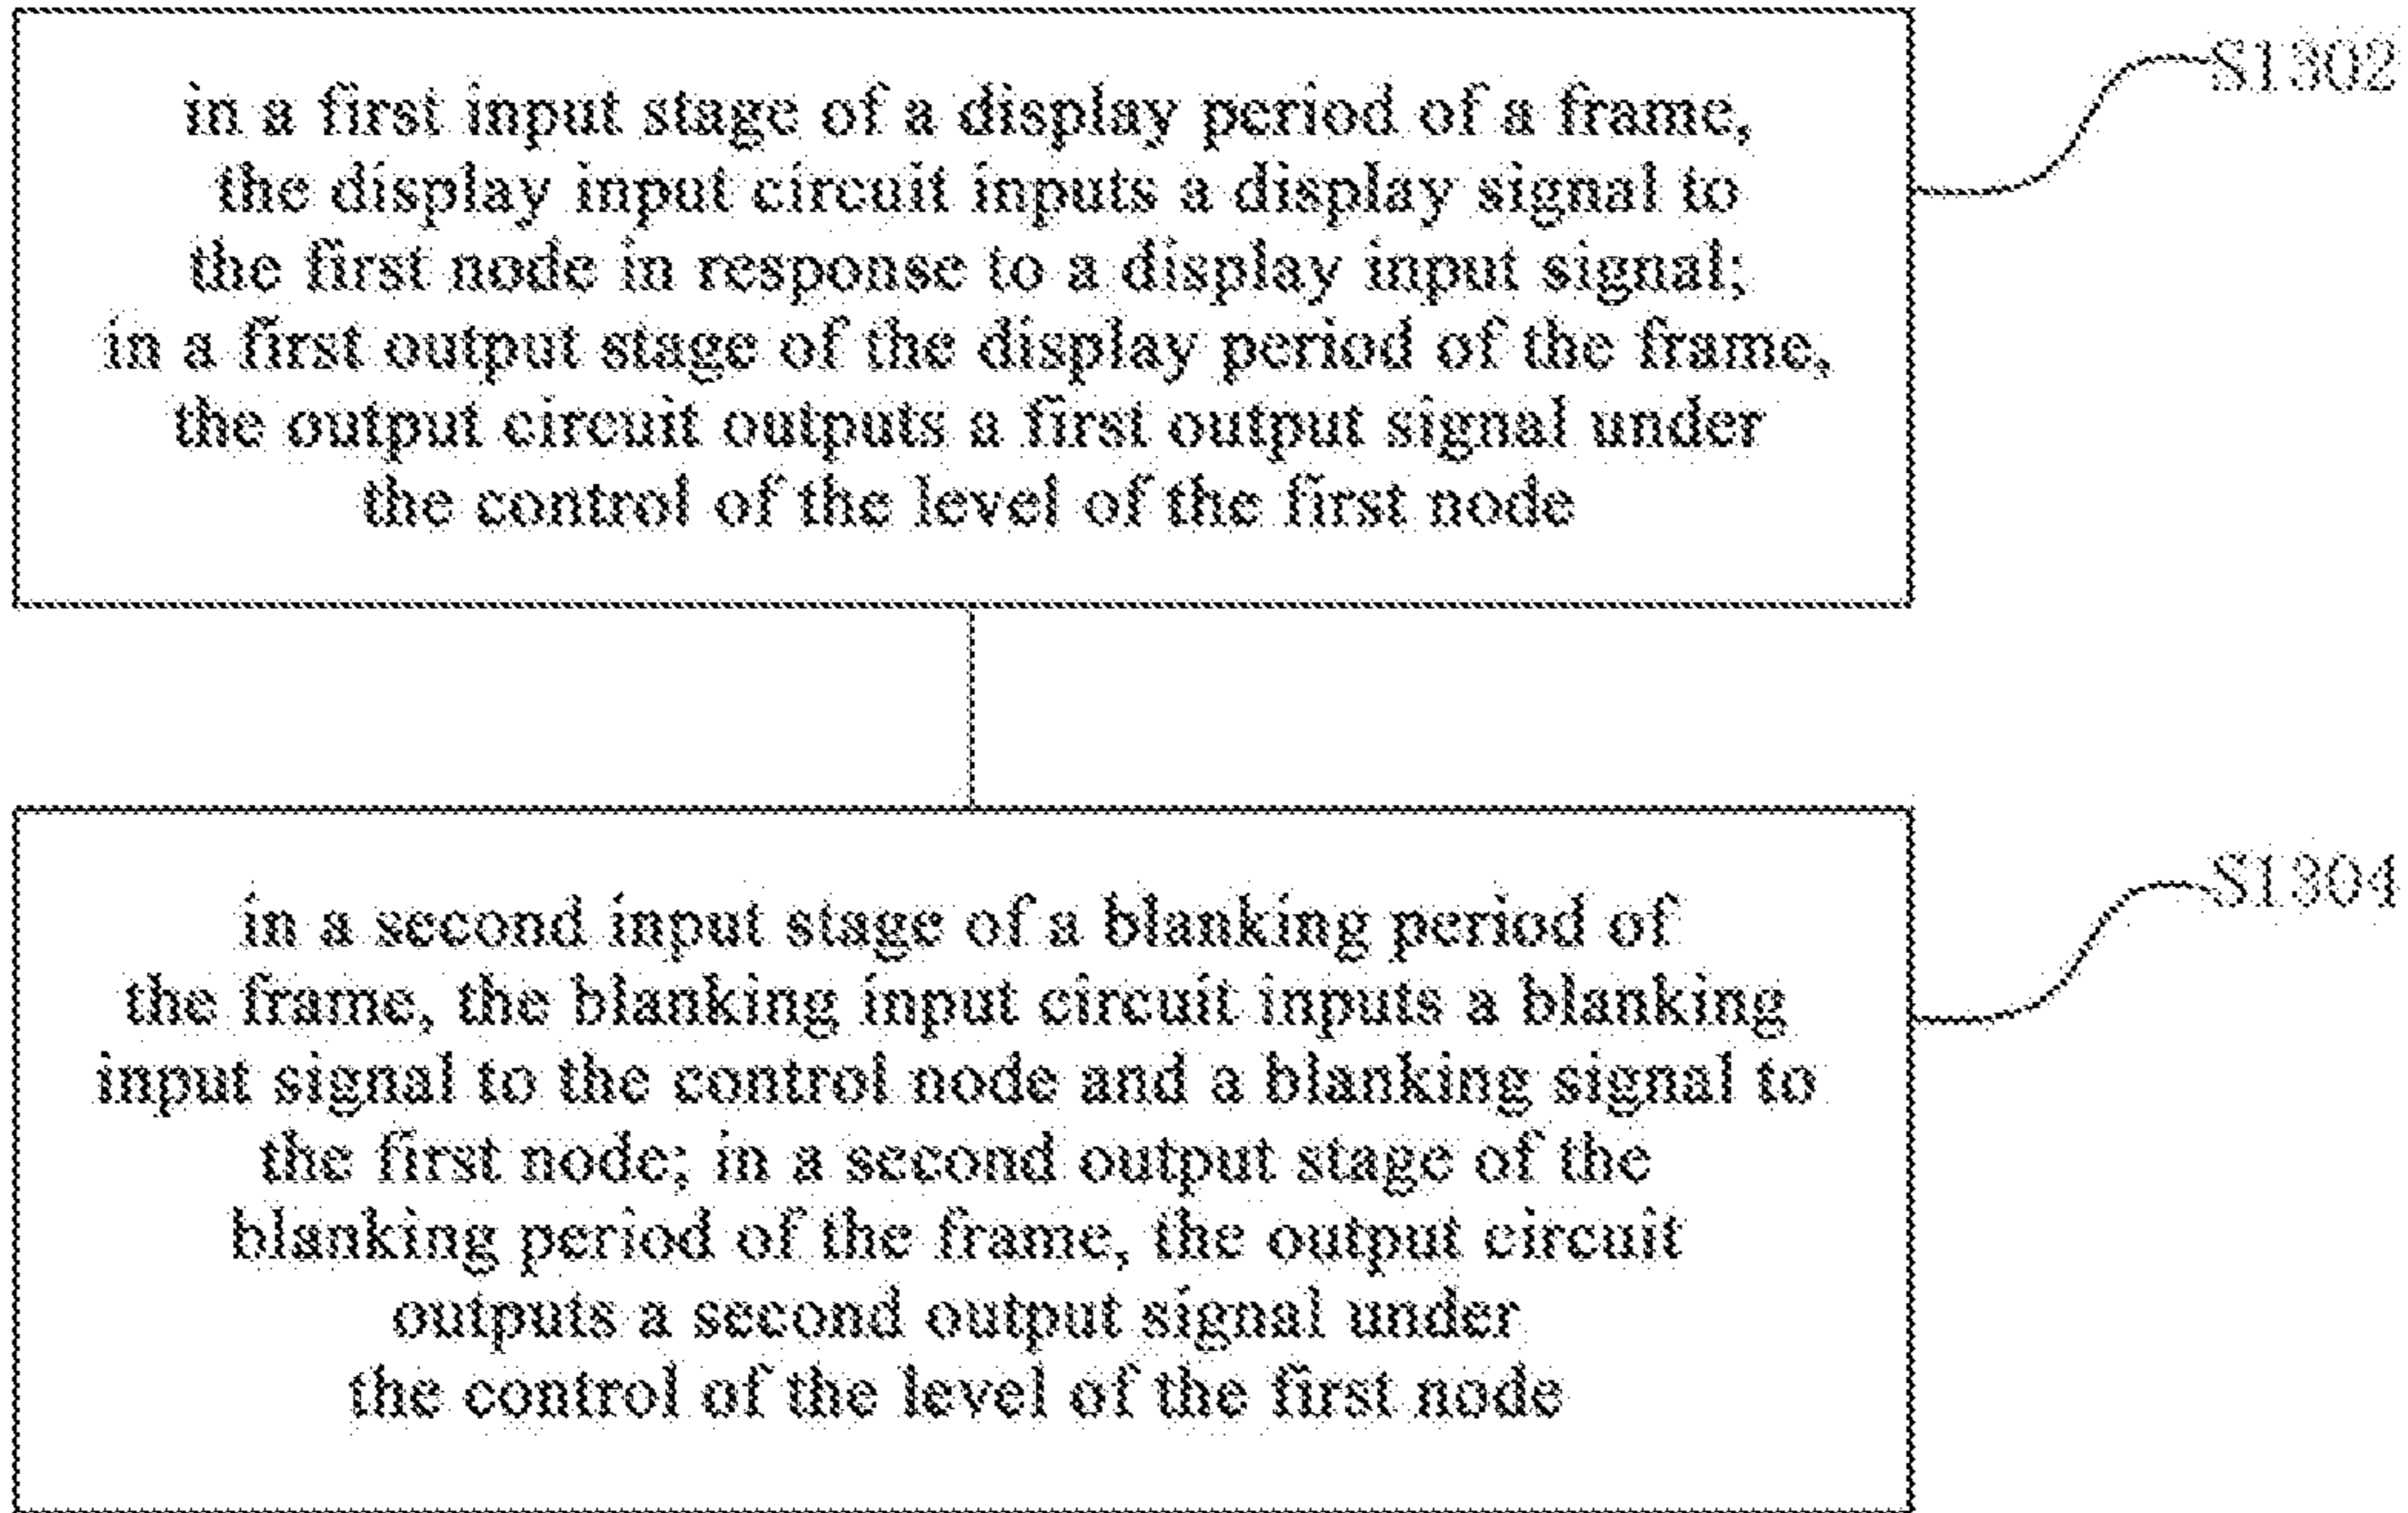 in a first input stage of a display period of a frame,
the display input circuit inputs a display signal to
the first node in response to a display input signal;
in a first output stage of the display period of the frame,
the output circuit outputs a first output signal under
the control of the level of the first node
S1302
in a second input stage of a blanking period of
the frame, the blanking input circuit inputs a blanking
input signal to the control node and a blanking signal to
the first node; in a second output stage of the
blanking period of the frame, the output circuit
outputs a second output signal under
the control of the level of the first node
S1304